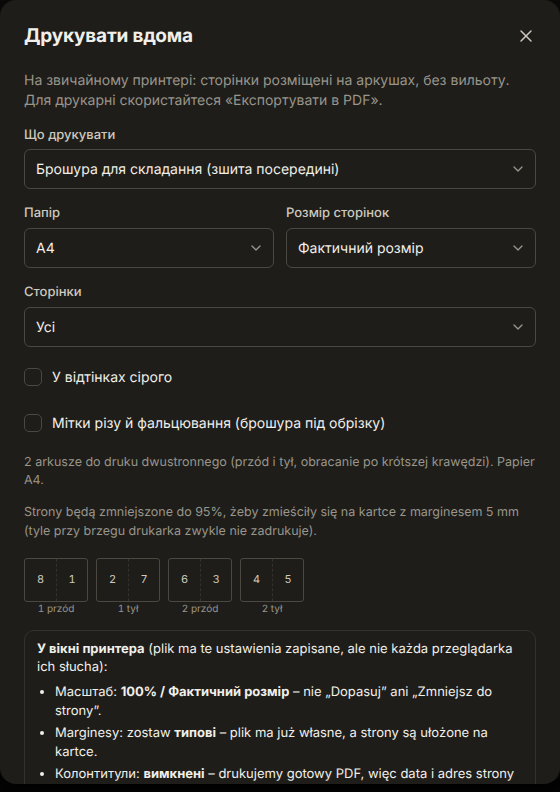 Друкувати вдома
На звичайному принтері: сторінки розміщені на аркушах, без вильоту.
Для друкарні скористайтеся «Експортувати в PDF».
Що друкувати
Брошура для складання (зшита посередині)
Папір
Розмір сторінок
A4
Фактичний розмір
Сторінки
Усі
У відтінках сірого
Мітки різу й фальцювання (брошура під обрізку)
2 arkusze do druku dwustronnego (przód i tył, obracanie po krótszej krawędzi). Papier
A4.
Strony będą zmniejszone do 95%, żeby zmieściły się na kartce z marginesem 5 mm
(tyle przy brzegu drukarka zwykle nie zadrukuje).
8 1 2 7 6 3 4 5
1 przód 1 tył 2 przód 2 tył
У вікні принтера (plik ma te ustawienia zapisane, ale nie każda przeglądarka
ich słucha):
• Масштаб: 100% / Фактичний розмір – nie „Dopasuj” ani „Zmniejsz do
strony”.
• Marginesy: zostaw типові – plik ma już własne, a strony są ułożone na
kartce.
• Колонтитули: вимкнені – drukujemy gotowy PDF, więc data i adres strony